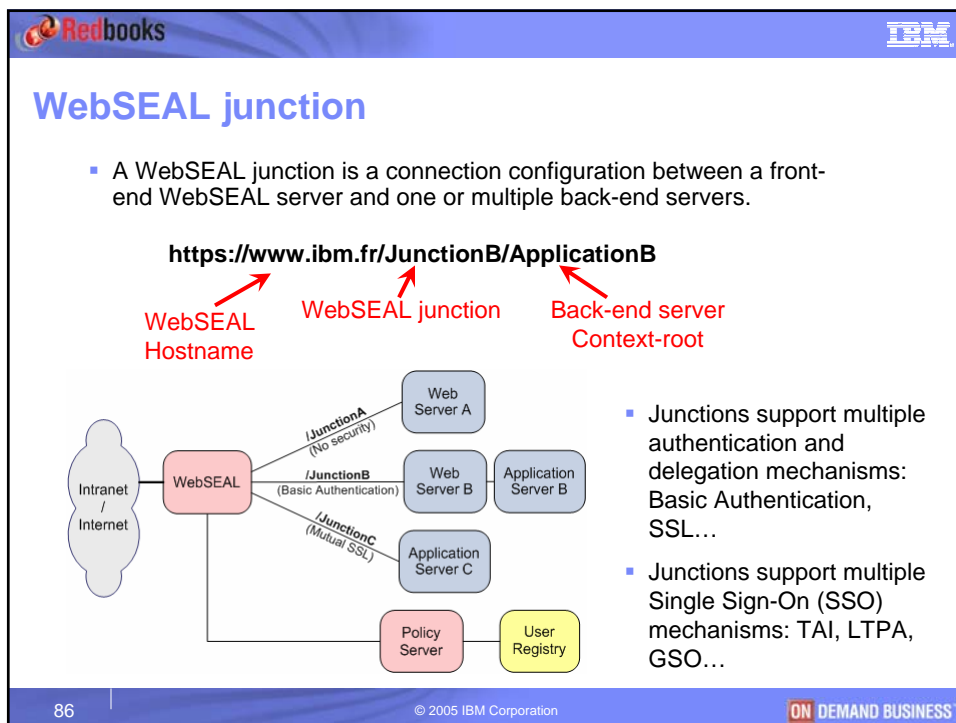 Redbooks
IBM.
WebSEAL junction
▪ A WebSEAL junction is a connection configuration between a front-
end WebSEAL server and one or multiple back-end servers.
https://www.ibm.fr/JunctionB/ApplicationB
WebSEAL
Hostname
WebSEAL junction
Back-end server
Context-root
Intranet
/
Internet
WebSEAL
/JunctionA
(No security)
Web
Server A
/JunctionB
(Basic Authentication)
Web
Server B
Application
Server B
/JunctionC
(Mutual SSL)
Application
Server C
Policy
Server
User
Registry
▪ Junctions support multiple
authentication and
delegation mechanisms:
Basic Authentication,
SSL…
▪ Junctions support multiple
Single Sign-On (SSO)
mechanisms: TAI, LTPA,
GSO…
86
© 2005 IBM Corporation
ON DEMAND BUSINESS